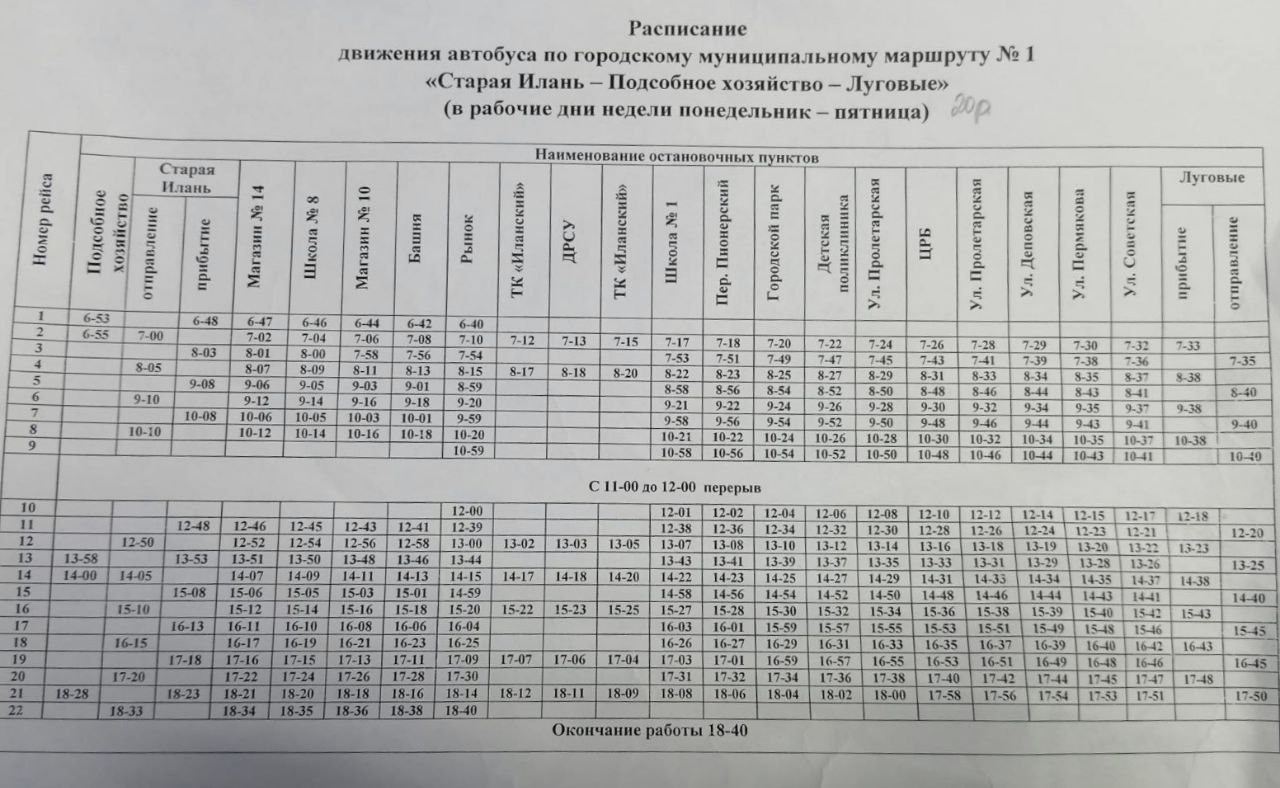 Расписание
движения автобуса по городскому муниципальному маршруту № 1
«Старая Илань – Подсобное хозяйство – Луговые»
(в рабочие дни недели понедельник – пятница) 20р
Номер рейса
Наименование остановочных пунктов
Подсобное хозяйство
Старая Илань
отправление
прибытие
Магазин № 14
Школа № 8
Магазин № 10
Башня
Рынок
ТК «Иланский»
ДРСУ
ТК «Иланский»
Школа № 1
Пер. Пионерский
Городской парк
Детская поликлиника
Ул. Пролетарская
ЦРБ
Ул. Пролетарская
Ул. Деповская
Ул. Пермякова
Ул. Советская
Луговые
прибытие
отправление
1 6-53 6-48 6-47 6-46 6-44 6-42 6-40
2 6-55 7-00 7-02 7-04 7-06 7-08 7-10 7-12 7-13 7-15 7-17 7-18 7-20 7-22 7-24 7-26 7-28 7-29 7-30 7-32 7-33
3 8-03 8-01 8-00 7-58 7-56 7-54 7-53 7-51 7-49 7-47 7-45 7-43 7-41 7-39 7-38 7-36 7-35
4 8-05 8-07 8-09 8-11 8-13 8-15 8-17 8-18 8-20 8-22 8-23 8-25 8-27 8-29 8-31 8-33 8-34 8-35 8-37 8-38
5 9-08 9-06 9-05 9-03 9-01 8-59 8-58 8-56 8-54 8-52 8-50 8-48 8-46 8-44 8-43 8-41 8-40
6 9-10 9-12 9-14 9-16 9-18 9-20 9-21 9-22 9-24 9-26 9-28 9-30 9-32 9-34 9-35 9-37 9-38
7 10-08 10-06 10-05 10-03 10-01 9-59 9-58 9-56 9-54 9-52 9-50 9-48 9-46 9-44 9-43 9-41 9-40
8 10-10 10-12 10-14 10-16 10-18 10-20 10-21 10-22 10-24 10-26 10-28 10-30 10-32 10-34 10-35 10-37 10-38
9 10-59 10-58 10-56 10-54 10-52 10-50 10-48 10-46 10-44 10-43 10-41 10-40
С 11-00 до 12-00 перерыв
10 12-00 12-01 12-02 12-04 12-06 12-08 12-10 12-12 12-14 12-15 12-17 12-18
11 12-48 12-46 12-45 12-43 12-41 12-39 12-38 12-36 12-34 12-32 12-30 12-28 12-26 12-24 12-23 12-21 12-20
12 12-50 12-52 12-54 12-56 12-58 13-00 13-02 13-03 13-05 13-07 13-08 13-10 13-12 13-14 13-16 13-18 13-19 13-20 13-22 13-23
13 13-58 13-53 13-51 13-50 13-48 13-46 13-44 13-43 13-41 13-39 13-37 13-35 13-33 13-31 13-29 13-28 13-26 13-25
14 14-00 14-05 14-07 14-09 14-11 14-13 14-15 14-17 14-18 14-20 14-22 14-23 14-25 14-27 14-29 14-31 14-33 14-34 14-35 14-37 14-38
15 15-08 15-06 15-05 15-03 15-01 14-59 14-58 14-56 14-54 14-52 14-50 14-48 14-46 14-44 14-43 14-41 14-40
16 15-10 15-12 15-14 15-16 15-18 15-20 15-22 15-23 15-25 15-27 15-28 15-30 15-32 15-34 15-36 15-38 15-39 15-40 15-42 15-43
17 16-13 16-11 16-10 16-08 16-06 16-04 16-03 16-01 15-59 15-57 15-55 15-53 15-51 15-49 15-48 15-46 15-45
18 16-15 16-17 16-19 16-21 16-23 16-25 16-26 16-27 16-29 16-31 16-33 16-35 16-37 16-39 16-40 16-42 16-43
19 17-18 17-16 17-15 17-13 17-11 17-09 17-07 17-06 17-04 17-03 17-01 16-59 16-57 16-55 16-53 16-51 16-49 16-48 16-46 16-45
20 17-20 17-22 17-24 17-26 17-28 17-30 17-31 17-32 17-34 17-36 17-38 17-40 17-42 17-44 17-45 17-47 17-48
21 18-28 18-23 18-21 18-20 18-18 18-16 18-14 18-12 18-11 18-09 18-08 18-06 18-04 18-02 18-00 17-58 17-56 17-54 17-53 17-51 17-50
22 18-33 18-34 18-35 18-36 18-38 18-40
Окончание работы 18-40